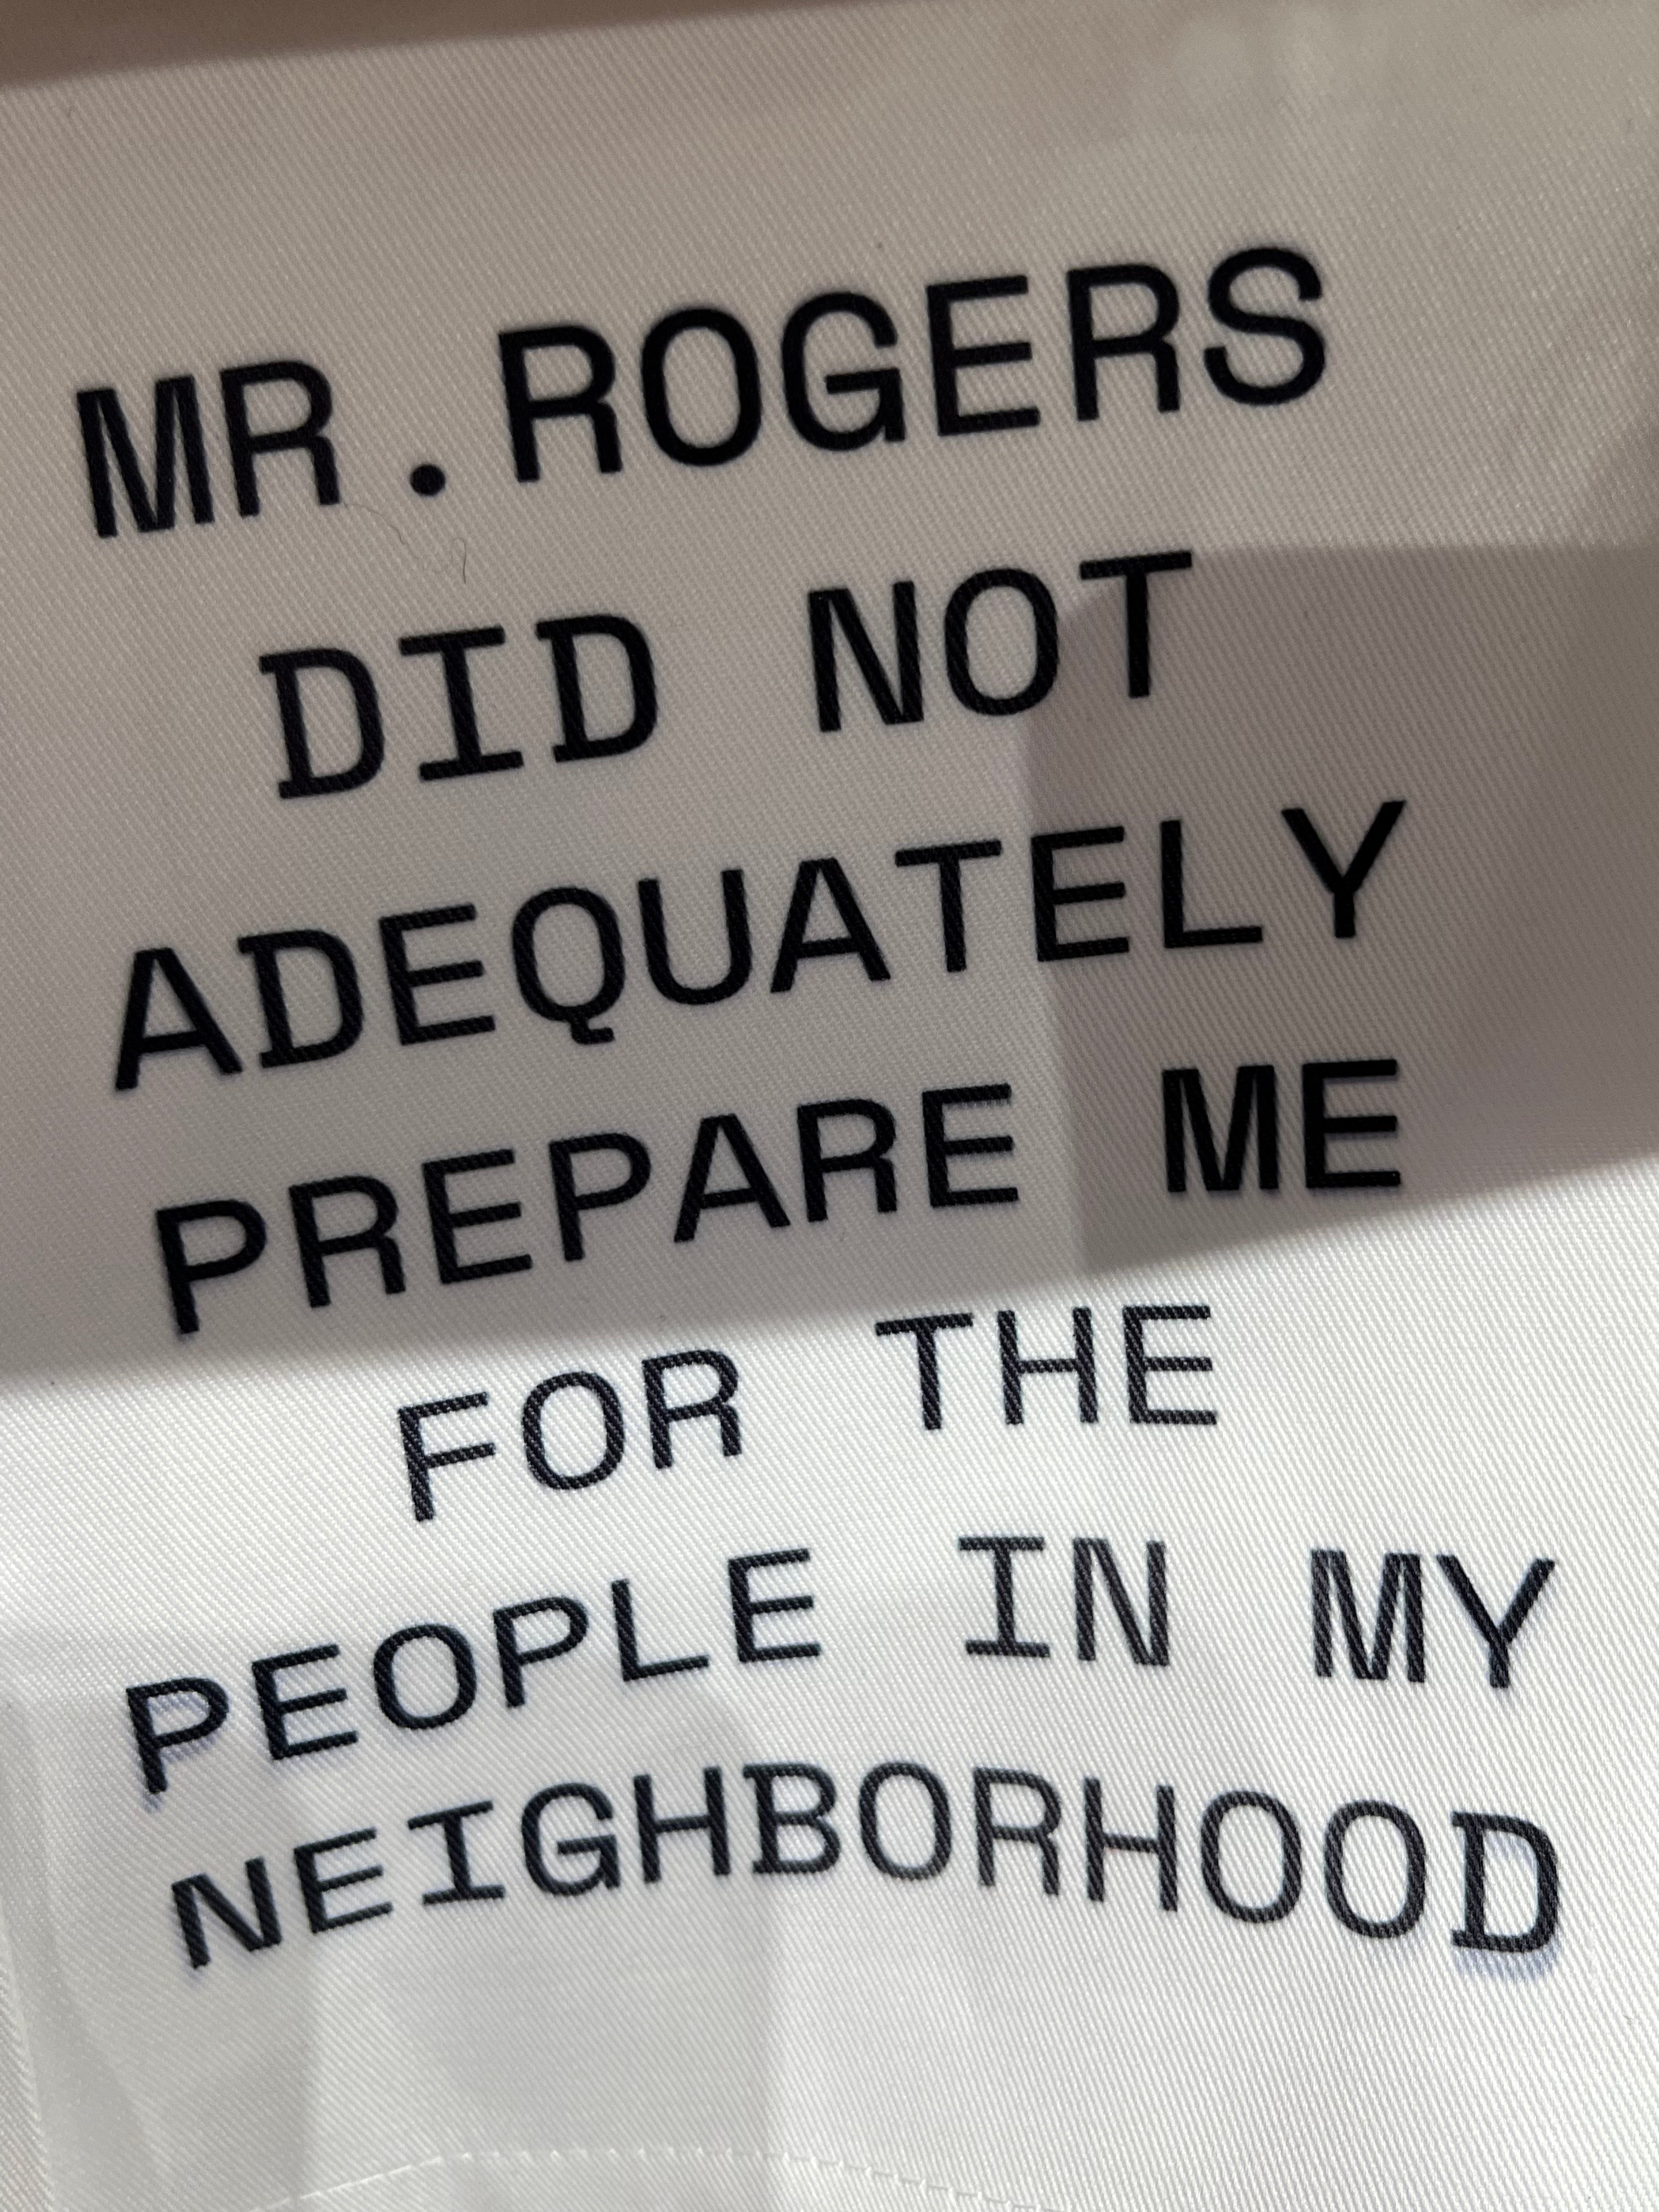 MR.ROGERS
DID NOT
ADEQUATELY
PREPARE ME
FOR THE
PEOPLE IN MY
NEIGHBORHOOD